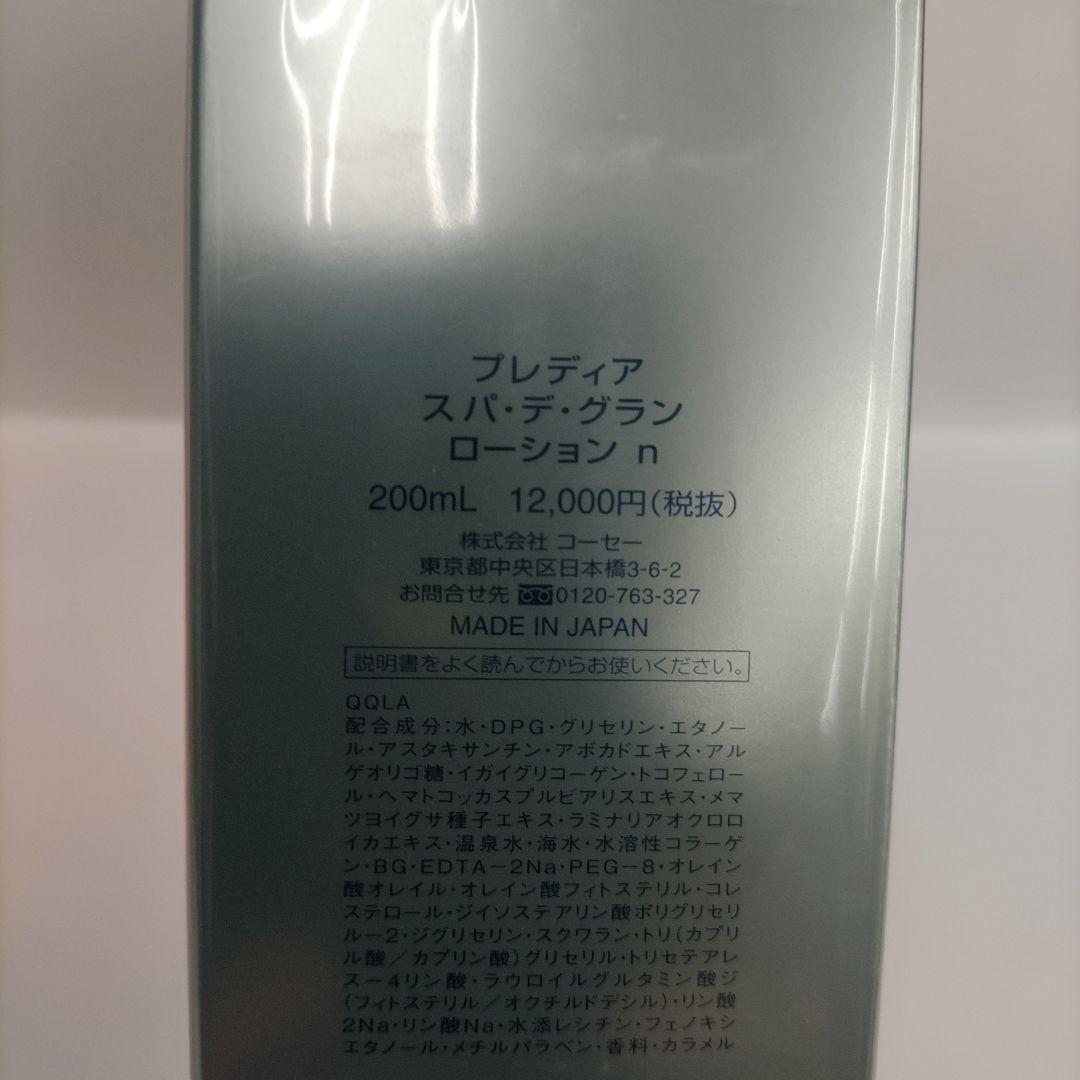 プレディア
スパ・デ・グラン
ローション n
200mL 12,000円(税抜)
株式会社 コーセー
東京都中央区日本橋3-6-2
お問合せ先 0120-763-327
MADE IN JAPAN
説明書をよく読んでからお使いください。
QQLA
配合成分;水・DPG・グリセリン・エタノー
ル・アスタキサンチン・アボカドエキス・アル
ゲオリゴ糖・イガイグリコーゲン・トコフェロー
ル・ヘマトコッカスプルビアリスエキス・メマ
ツヨイグサ種子エキス・ラミナリアオクロロ
イカエキス・温泉水・海水・水溶性コラーゲ
ン・BG・EDTA-2Na・PEG-8・オレイン
酸オレイル・オレイン酸フィトステリル・コレ
ステロール・ジイソステアリン酸ポリグリセリ
ル-2・ジグリセリン・スクワラン・トリ(カプリ
ル酸/カプリン酸)グリセリル・トリセテアレ
ス-4リン酸・ラウロイルグルタミン酸ジ
(フィトステリル/オクチルドデシル)・リン酸
2Na・リン酸Na・水添レシチン・フェノキシ
エタノール・メチルパラベン・香料・カラメル